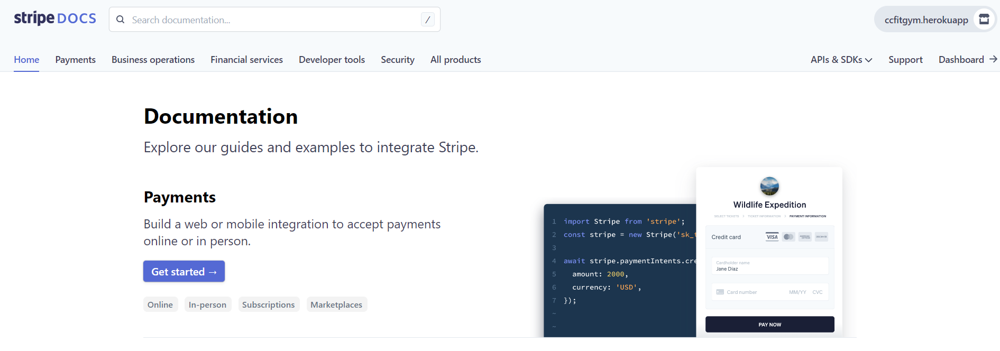 stripe DOCS
Search documentation...
/
ccfitgym.herokuapp
Home
Payments
Business operations
Financial services
Developer tools
Security
All products
APIs & SDKs
Support
Dashboard →
Documentation
Explore our guides and examples to integrate Stripe.
Payments
Build a web or mobile integration to accept payments
online or in person.
Get started →
Online
In-person
Subscriptions
Marketplaces
1 import Stripe from 'stripe';
2 const stripe = new Stripe('sk_t
3
4 await stripe.paymentIntents.cre
5 amount: 2000,
6 currency: 'USD',
7 });
~
~
Wildlife Expedition
SELECT TICKETS > TICKET INFORMATION > PAYMENT INFORMATION
Credit card
VISA
Cardholder name
Jane Diaz
Card number
MM/YY
CVC
PAY NOW